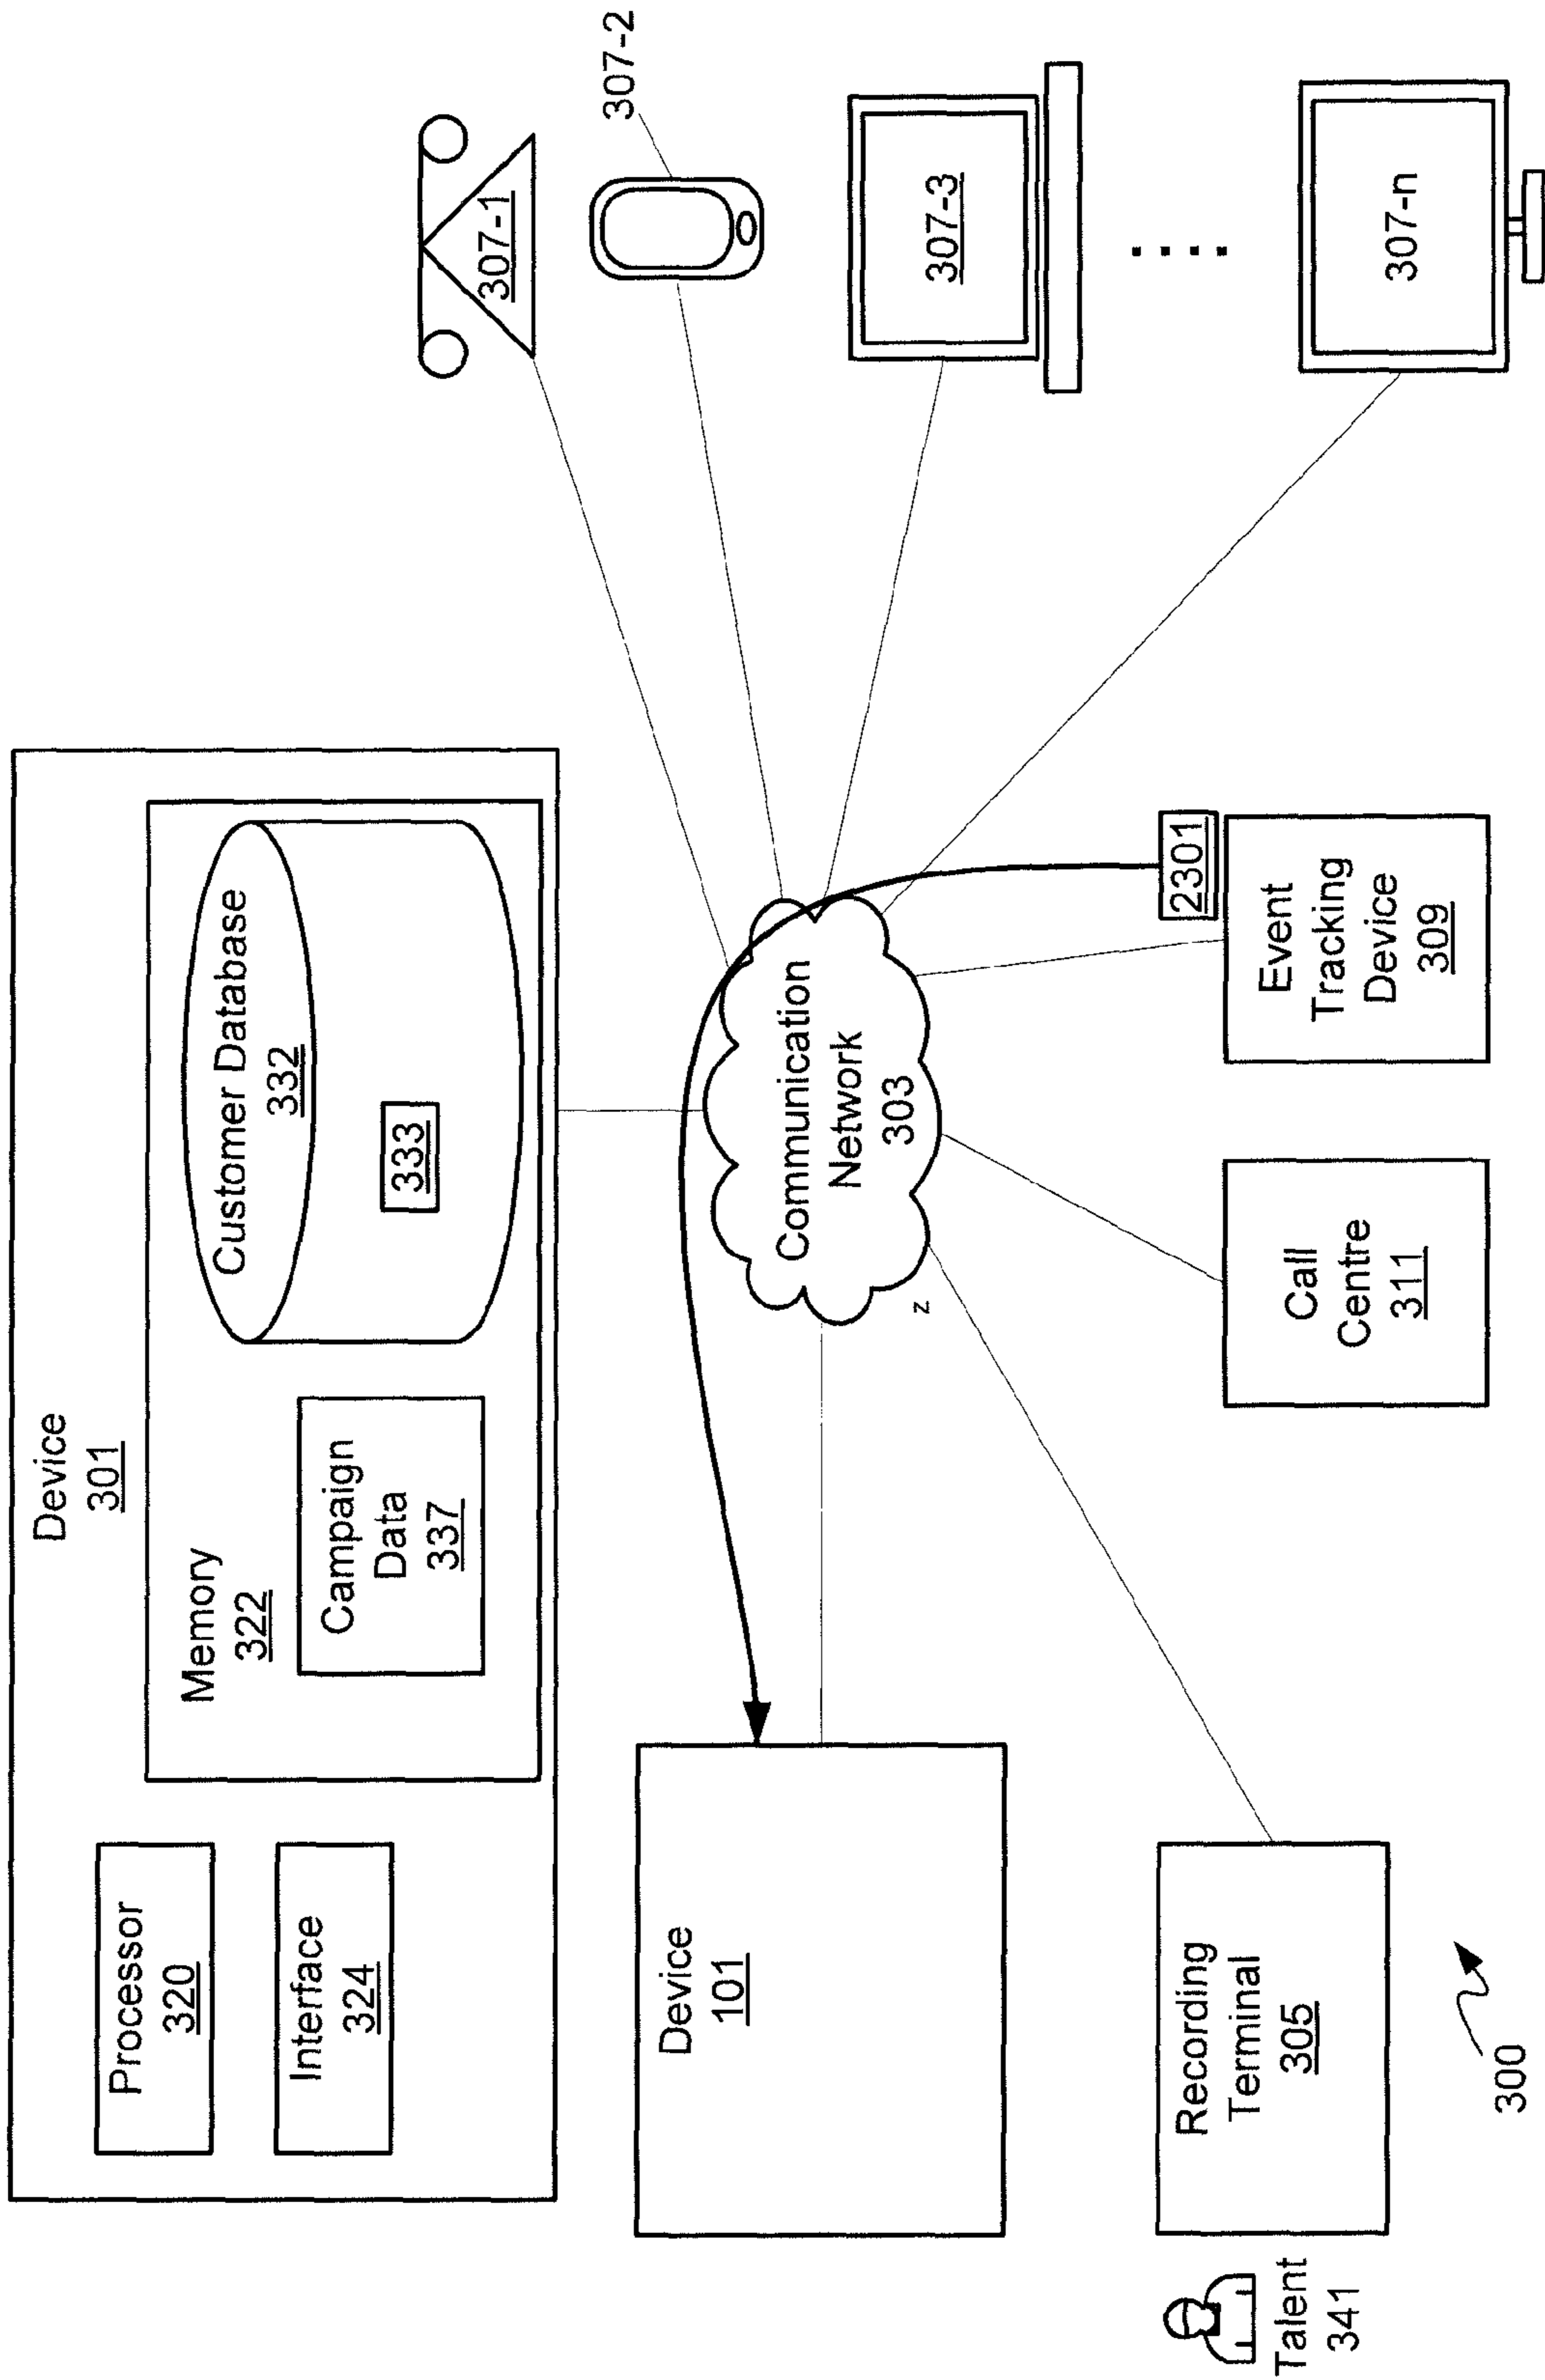 Device
301
Processor
320
Interface
324
Memory
322
Campaign
Data
337
Customer Database
332
333
307-1
307-2
307-3
....
307-n
Device
101
Communication
Network
303
z
2301
Recording
Terminal
305
Talent
341
Call
Centre
311
Event
Tracking
Device
309
300